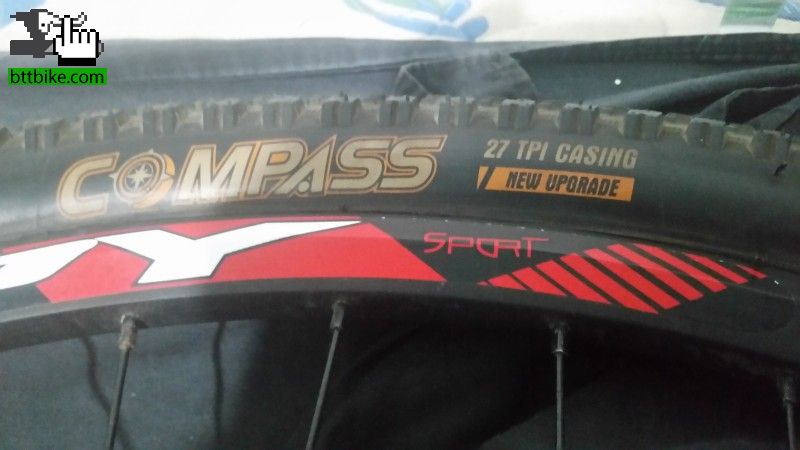 bttbike.com
COMPASS
27 TPI CASING
NEW UPGRADE
SPORT